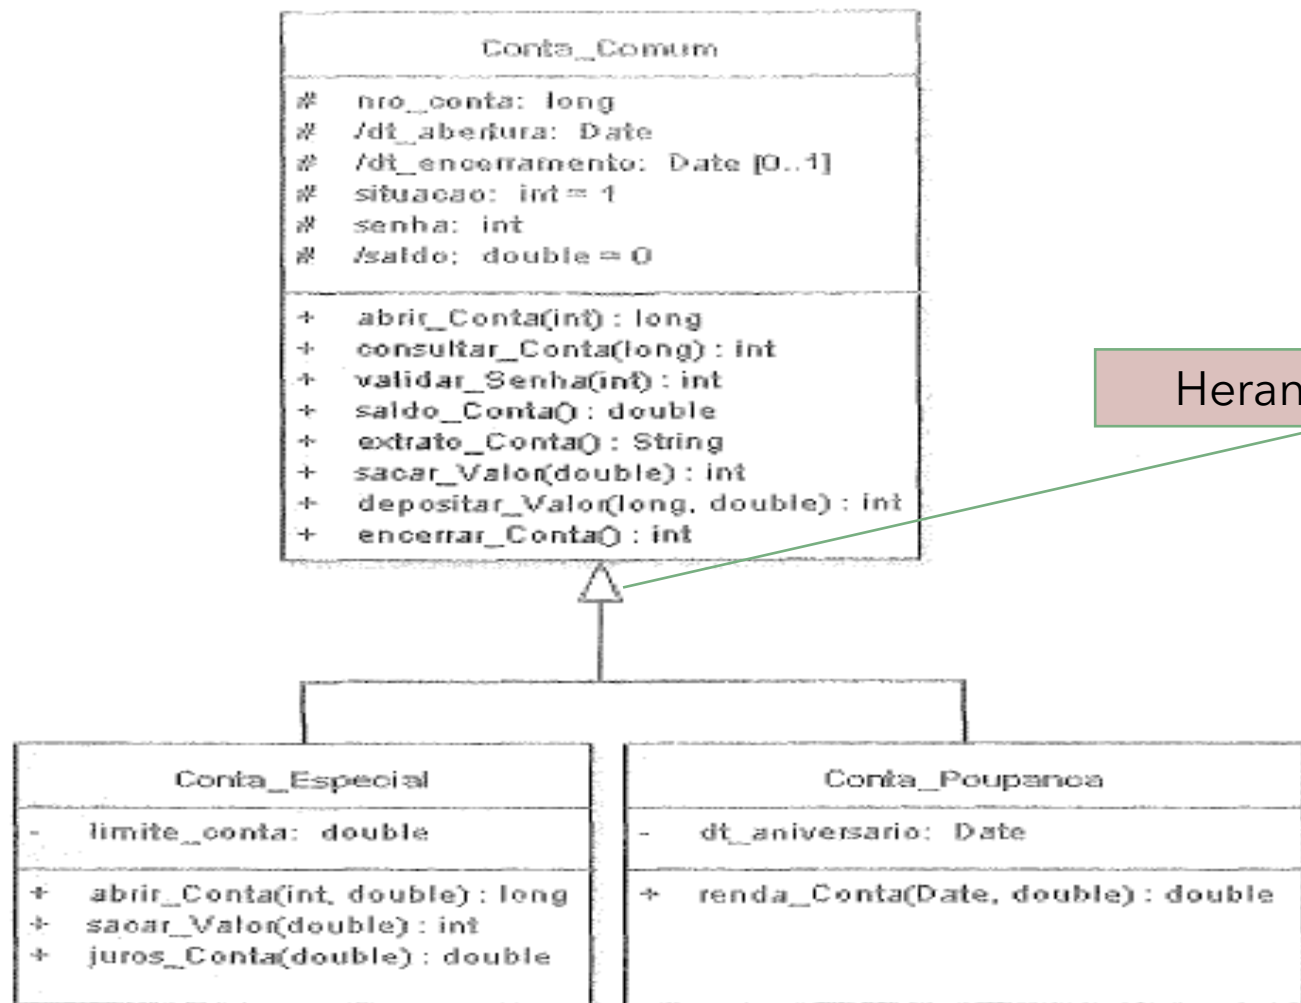 Conta_Comum
# nro_conta: long
# /dt_abertura: Date
# /dt_encerramento: Date [0..1]
# situacao: int = 1
# senha: int
# /saldo: double = 0
+ abrir_Conta(int) : long
+ consultar_Conta(long) : int
+ validar_Senha(int) : int
+ saldo_Conta() : double
+ extrato_Conta() : String
+ sacar_Valor(double) : int
+ depositar_Valor(long, double) : int
+ encerrar_Conta() : int
Heran
Conta_Especial
- limite_conta: double
+ abrir_Conta(int, double) : long
+ sacar_Valor(double) : int
+ juros_Conta(double) : double
Conta_Poupanca
- dt_aniversario: Date
+ renda_Conta(Date, double) : double